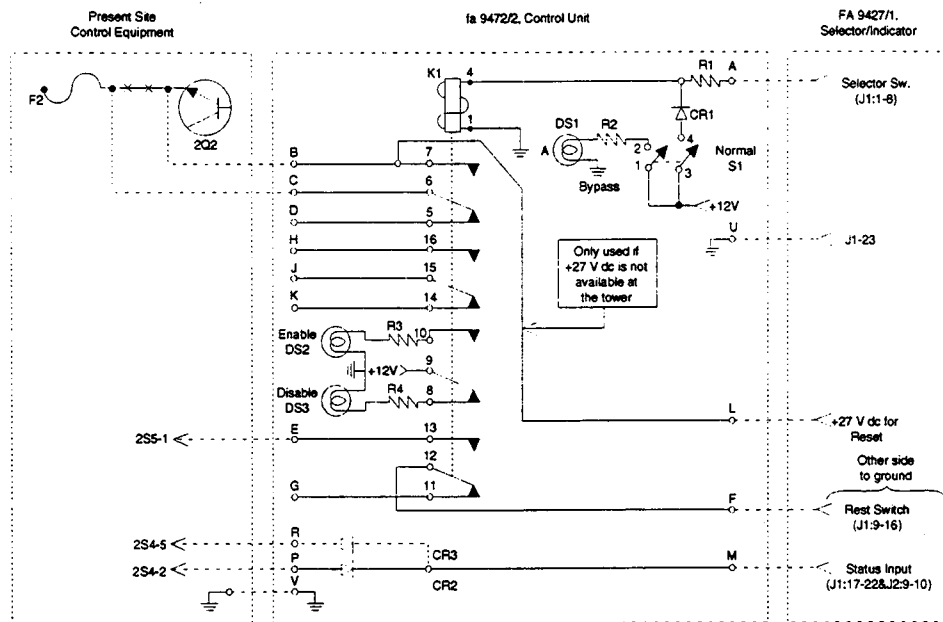 Present Site
Control Equipment
fa 9472/2, Control Unit
FA 9427/1,
Selector/Indicator
F2
2Q2
K1
4
1
R1
A
Selector Sw.
(J1:1-8)
CR1
DS1
R2
A
2
4
1
3
Normal
S1
Bypass
+12V
B
7
C
6
D
5
H
16
J
15
K
14
U
J1-23
Only used if
+27 V dc is not
available at
the tower
Enable
DS2
R3
10
+12V
9
Disable
DS3
R4
8
L
+27 V dc for
Reset
2S5-1
E
13
12
G
11
Other side
to ground
F
Rest Switch
(J1:9-16)
2S4-5
R
CR3
2S4-2
P
CR2
M
Status Input
(J1:17-22&J2:9-10)
V